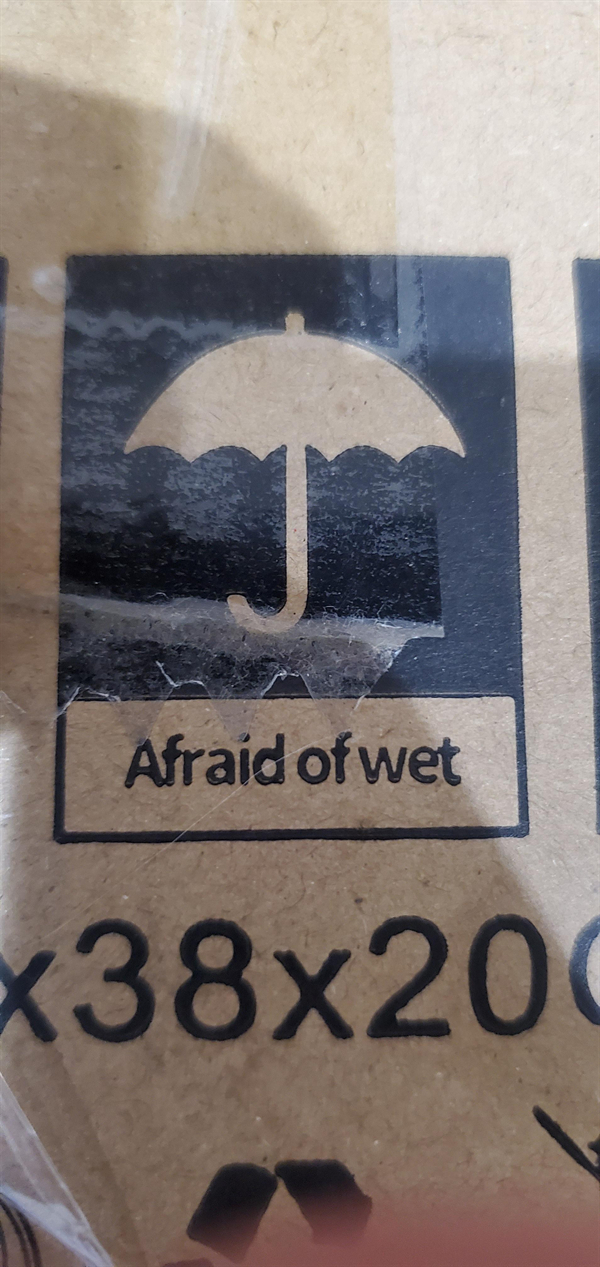 Afraid of wet
x38x20